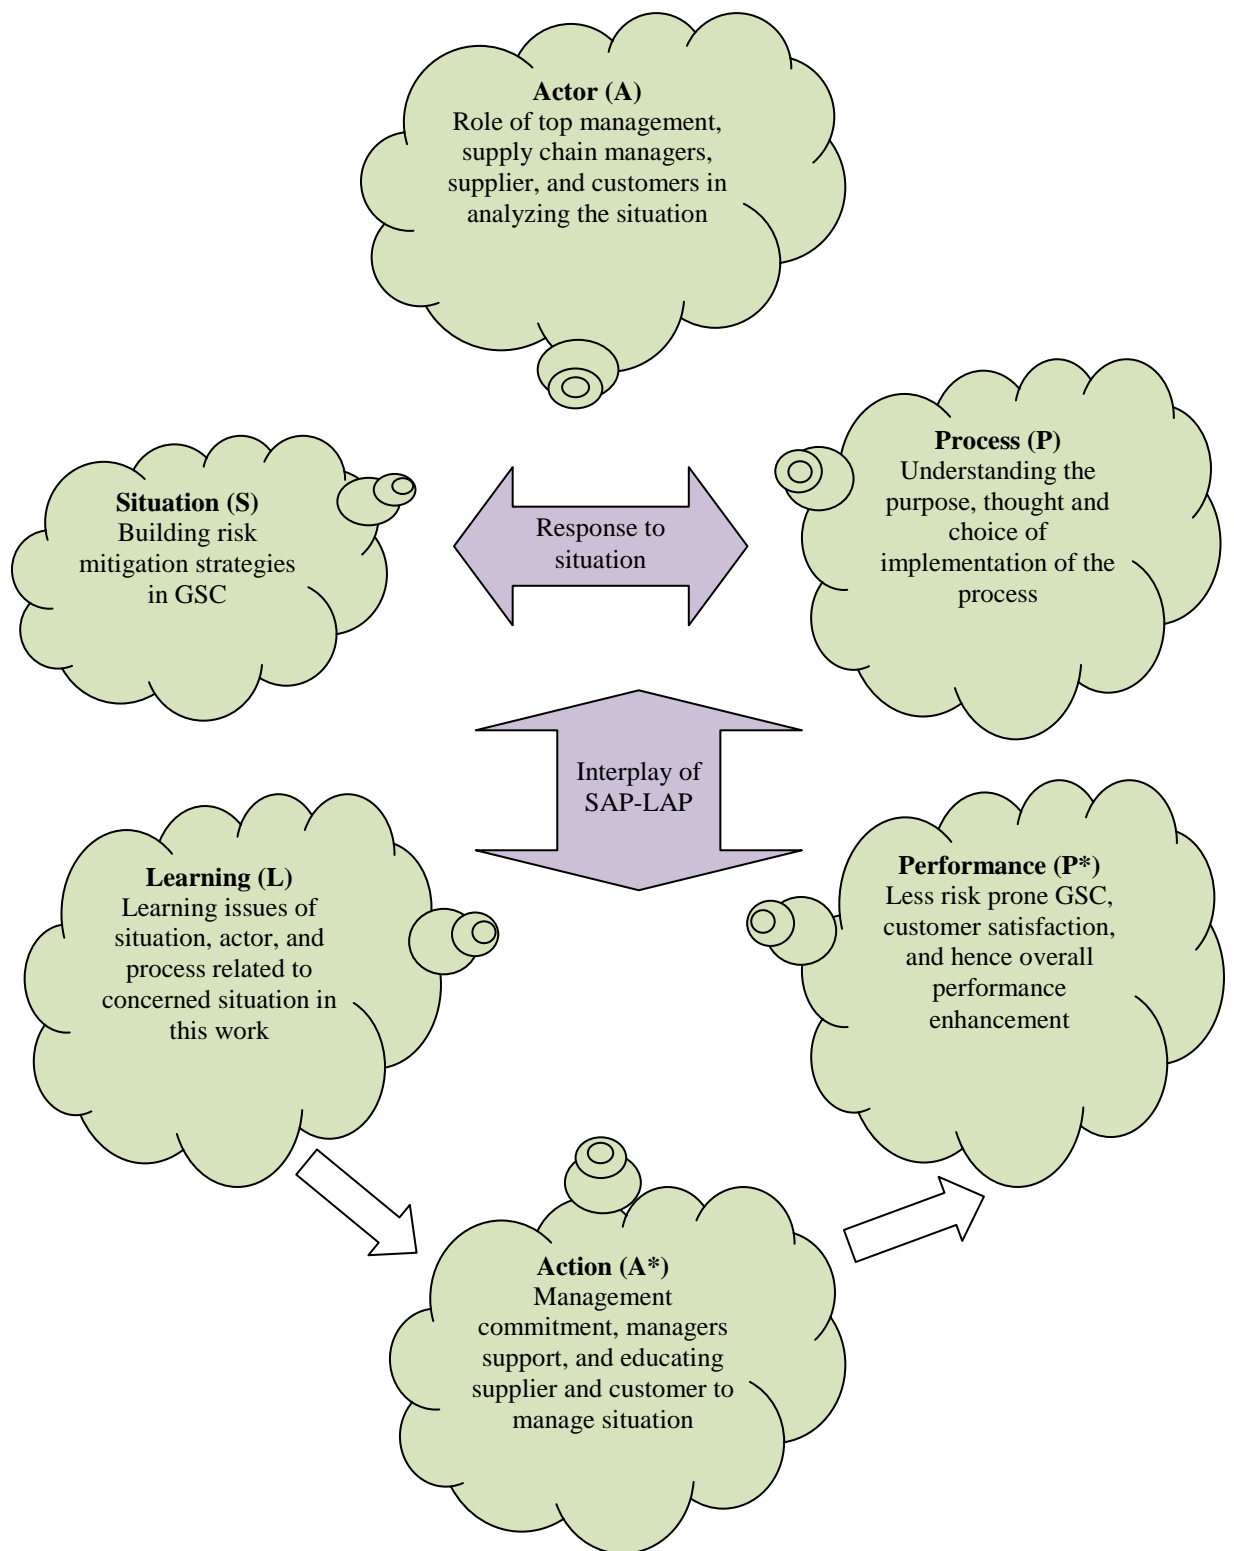 Actor (A)
Role of top management,
supply chain managers,
supplier, and customers in
analyzing the situation
Situation (S)
Building risk
mitigation strategies
in GSC
Response to
situation
Process (P)
Understanding the
purpose, thought and
choice of
implementation of the
process
Interplay of
SAP-LAP
Learning (L)
Learning issues of
situation, actor, and
process related to
concerned situation in
this work
Performance (P*)
Less risk prone GSC,
customer satisfaction,
and hence overall
performance
enhancement
Action (A*)
Management
commitment, managers
support, and educating
supplier and customer to
manage situation